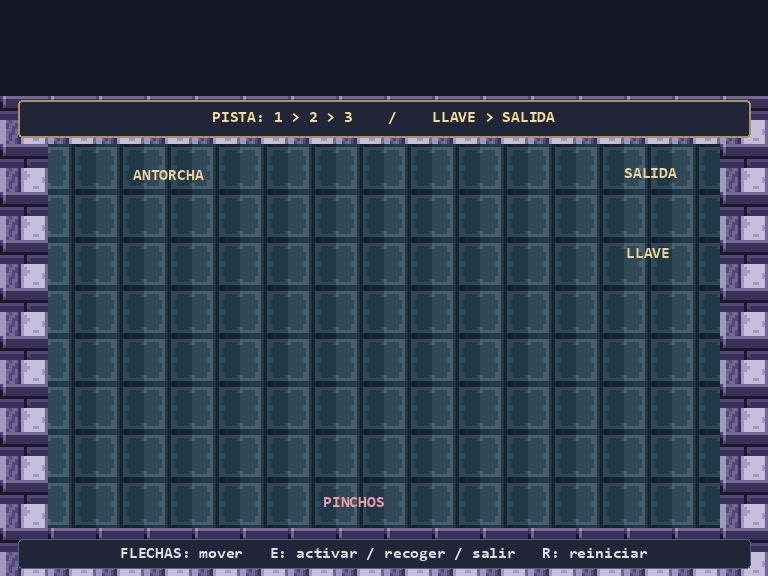 PISTA: 1 > 2 > 3 / LLAVE > SALIDA
ANTORCHA
SALIDA
LLAVE
PINCHOS
FLECHAS: mover E: activar / recoger / salir R: reiniciar